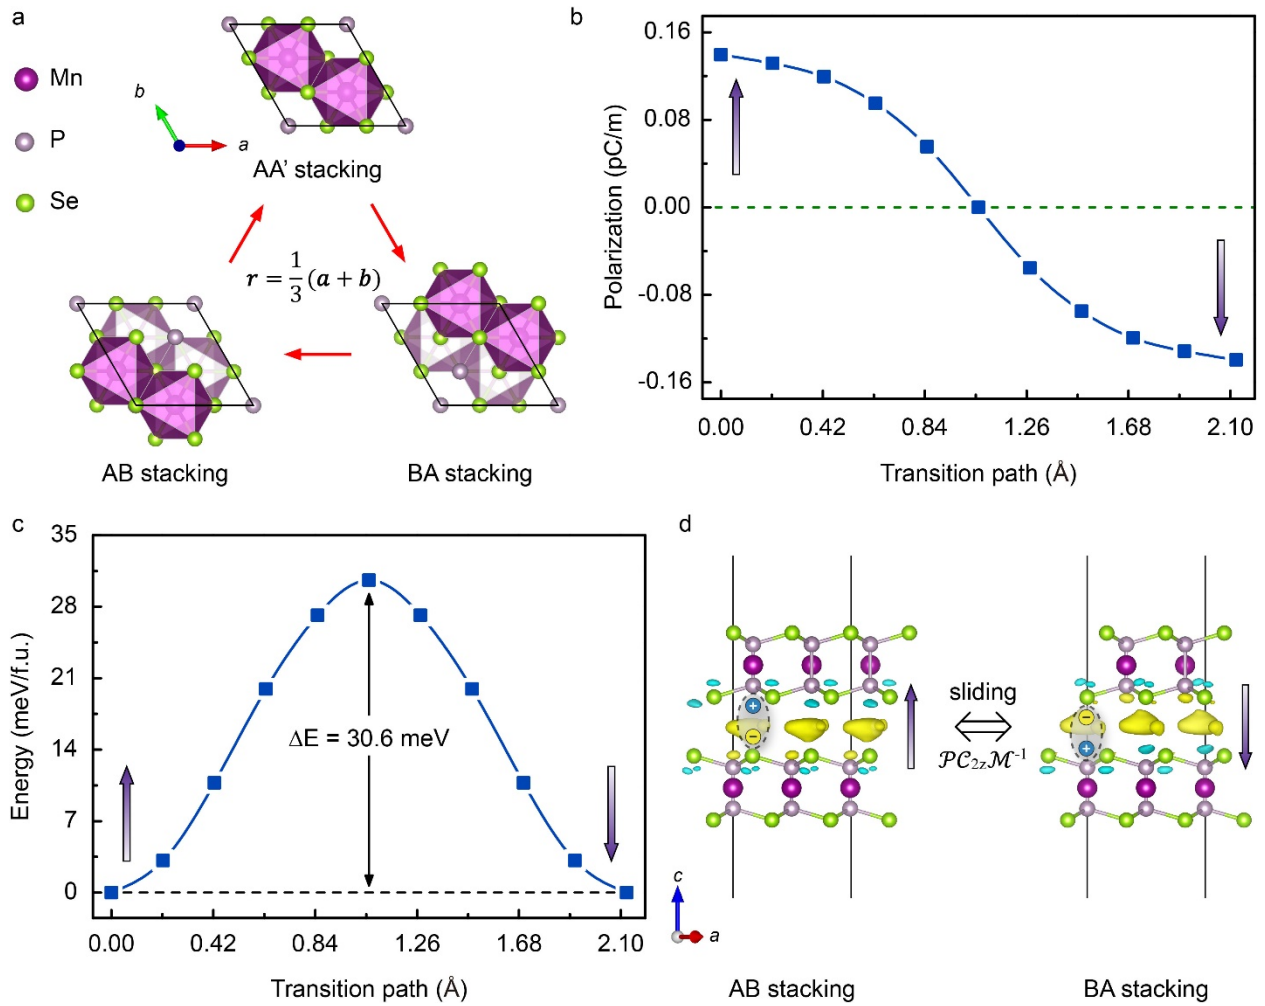 a
Mn
P
Se
b
a
AA' stacking
r = 1/3 (a + b)
AB stacking
BA stacking
b
Polarization (pC/m)
0.16
0.08
0.00
-0.08
-0.16
0.00 0.42 0.84 1.26 1.68 2.10
Transition path (Å)
c
Energy (meV/f.u.)
35
28
21
14
7
0
ΔE = 30.6 meV
0.00 0.42 0.84 1.26 1.68 2.10
Transition path (Å)
d
+
−
sliding
𝒫𝒞₂z ℳ⁻¹
−
+
c
a
AB stacking
BA stacking